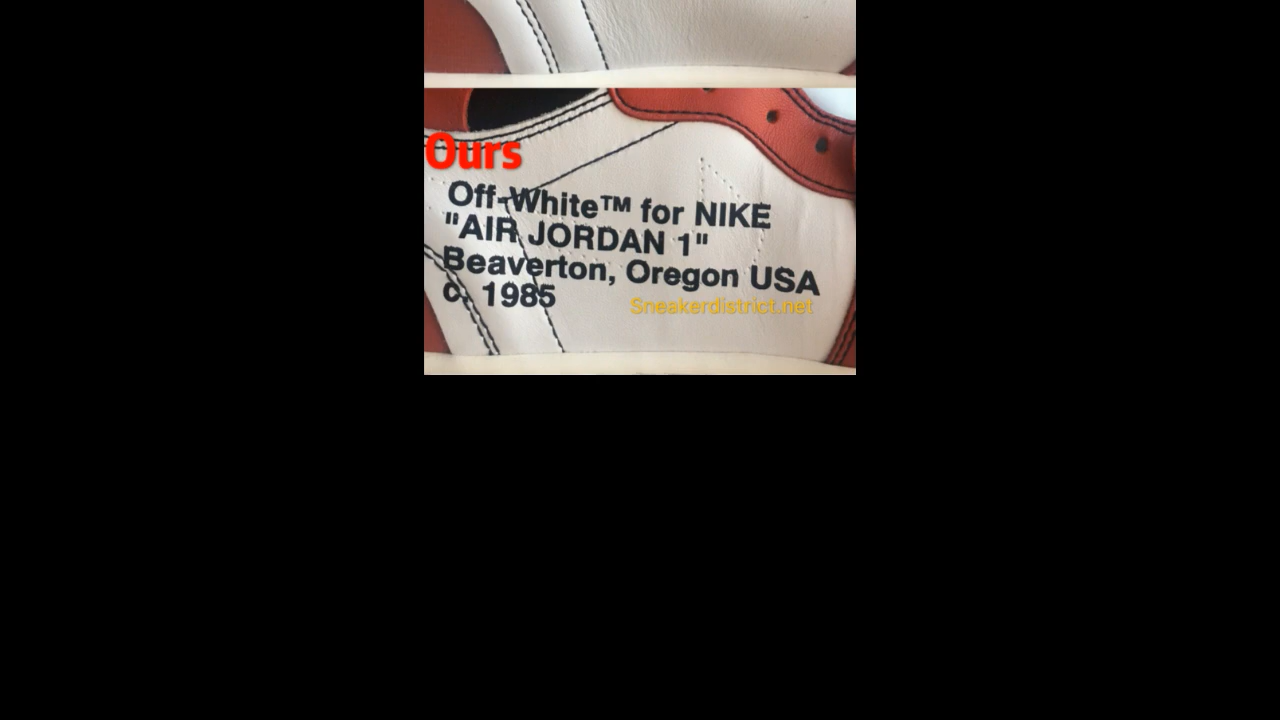 Ours
Off-White™ for NIKE
"AIR JORDAN 1"
Beaverton, Oregon USA
c. 1985
Sneakerdistrict.net